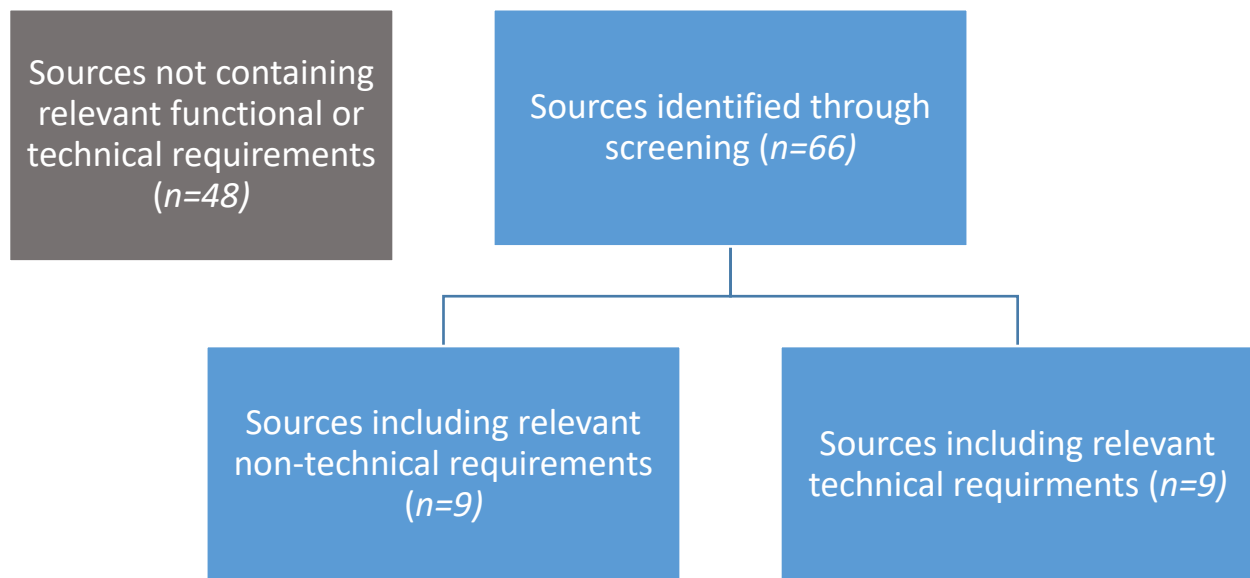 Sources not containing
relevant functional or
technical requirements
(n=48)
Sources identified through
screening (n=66)
Sources including relevant
non-technical requirements
(n=9)
Sources including relevant
technical requirments (n=9)